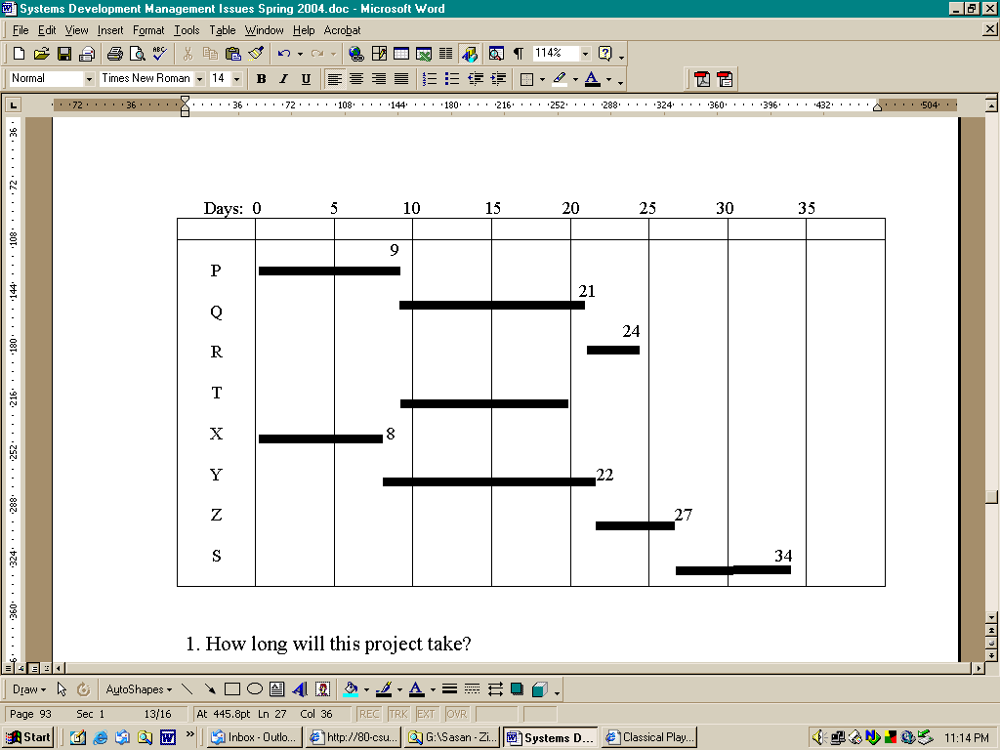 Systems Development Management Issues Spring 2004.doc - Microsoft Word
File Edit View Insert Format Tools Table Window Help Acrobat
114%
Normal Times New Roman 14 B I U A
72 36 36 72 108 144 180 216 252 288 324 360 396 432 504
36
72
108
144
180
216
252
288
324
360
Days: 0 5 10 15 20 25 30 35
9
P
21
Q
24
R
T
X 8
Y 22
Z 27
S 34
1. How long will this project take?
Draw AutoShapes
Page 93 Sec 1 13/16 At 445.8pt Ln 27 Col 36 REC TRK EXT OVR
Start Inbox - Outlo... http://80-csu... G:\Sasan - Zi... Systems D... Classical Play... 11:14 PM